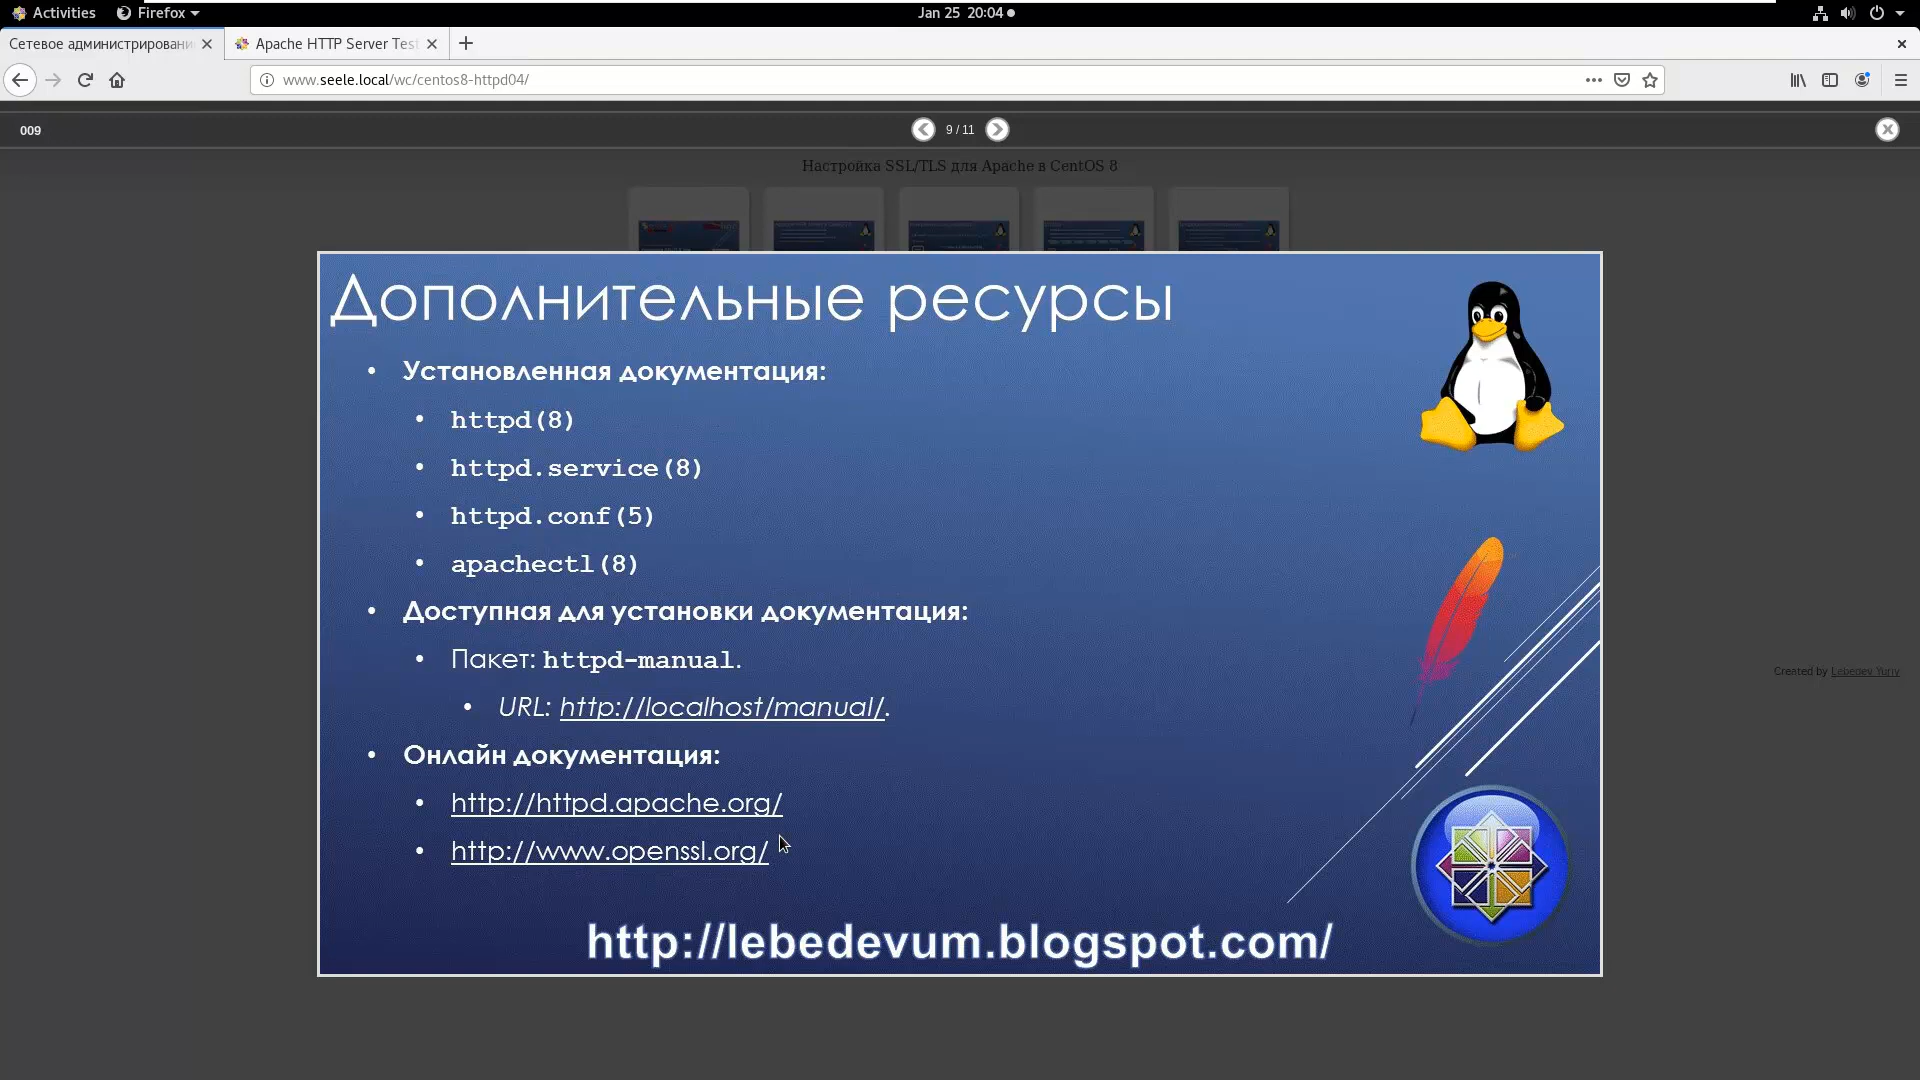 Activities Firefox Jan 25 20:04
Сетевое администрировани Apache HTTP Server Tes
www.seele.local/wc/centos8-httpd04/
009 9 / 11
Настройка SSL/TLS для Apache в CentOS 8
Дополнительные ресурсы
• Установленная документация:
• httpd(8)
• httpd.service(8)
• httpd.conf(5)
• apachectl(8)
• Доступная для установки документация:
• Пакет: httpd-manual.
• URL: http://localhost/manual/.
• Онлайн документация:
• http://httpd.apache.org/
• http://www.openssl.org/
http://lebedevum.blogspot.com/
Created by Lebedev Yuriy